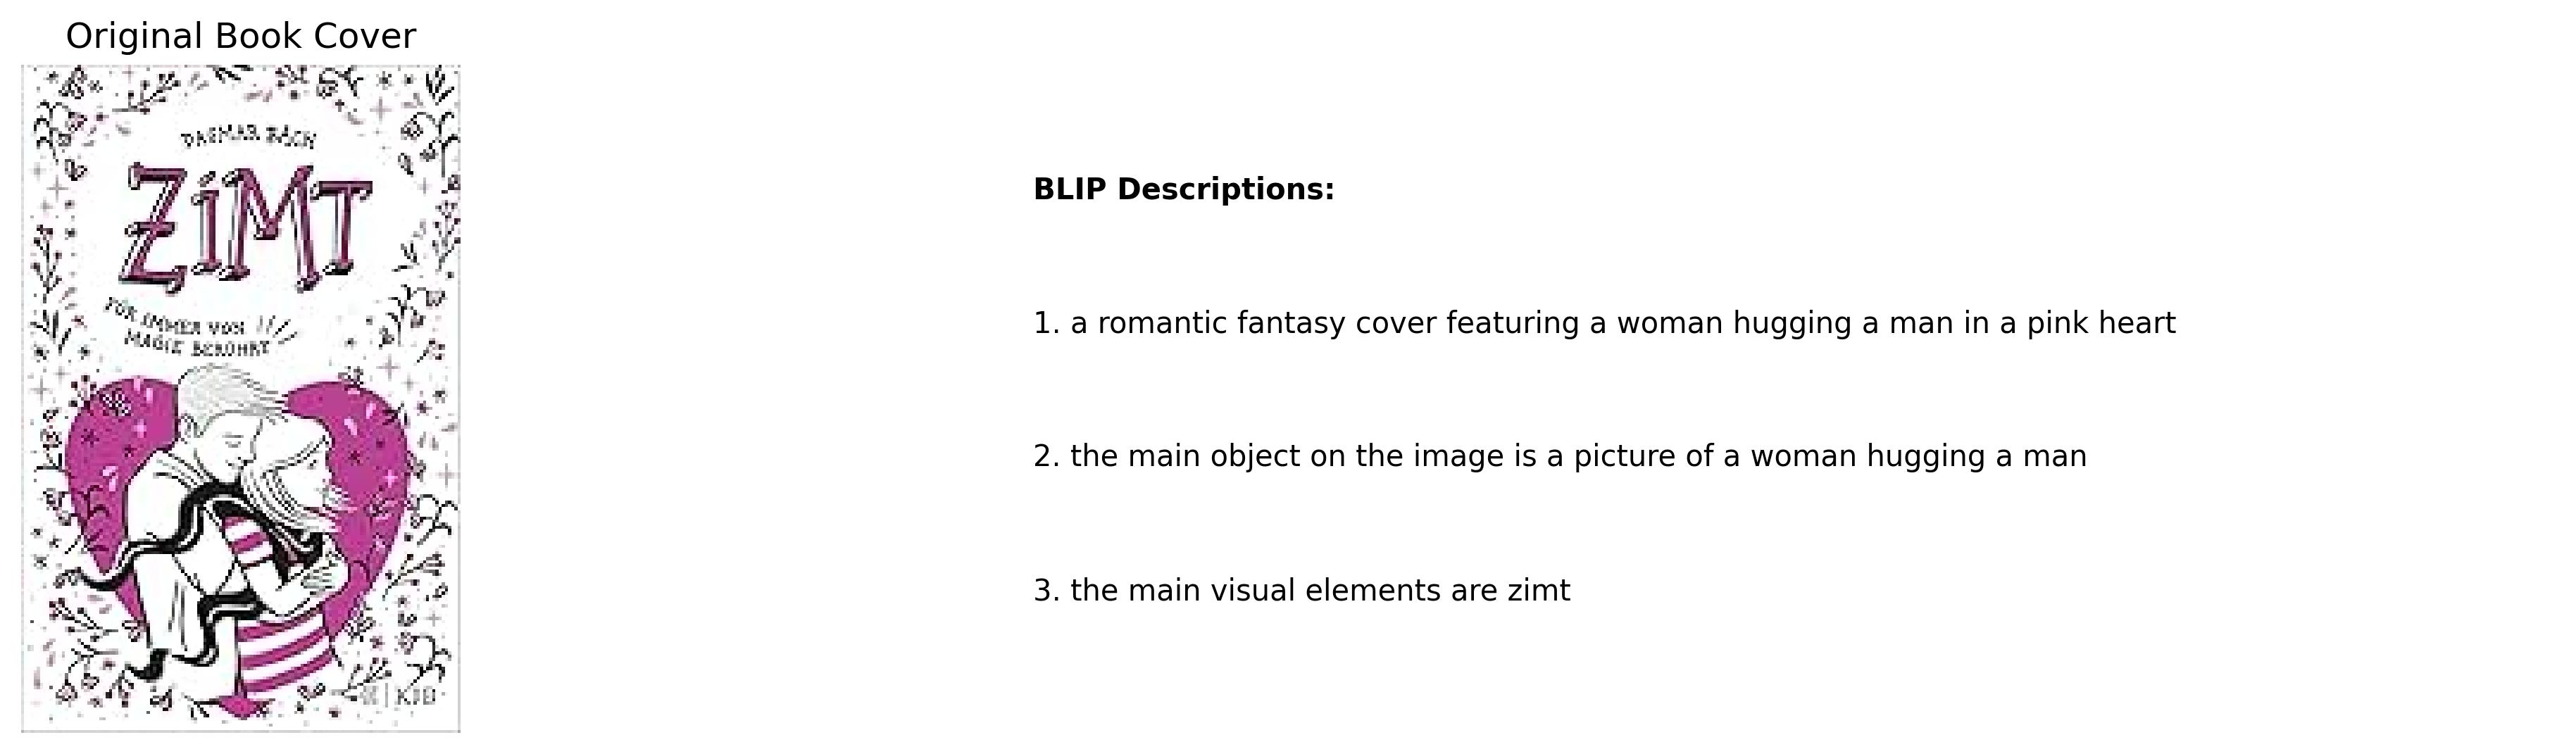 Original Book Cover
DAGMAR BACH
ZiMT
FÜR IMMER VON
MAGIE BERÜHRT
BLIP Descriptions:
1. a romantic fantasy cover featuring a woman hugging a man in a pink heart
2. the main object on the image is a picture of a woman hugging a man
3. the main visual elements are zimt